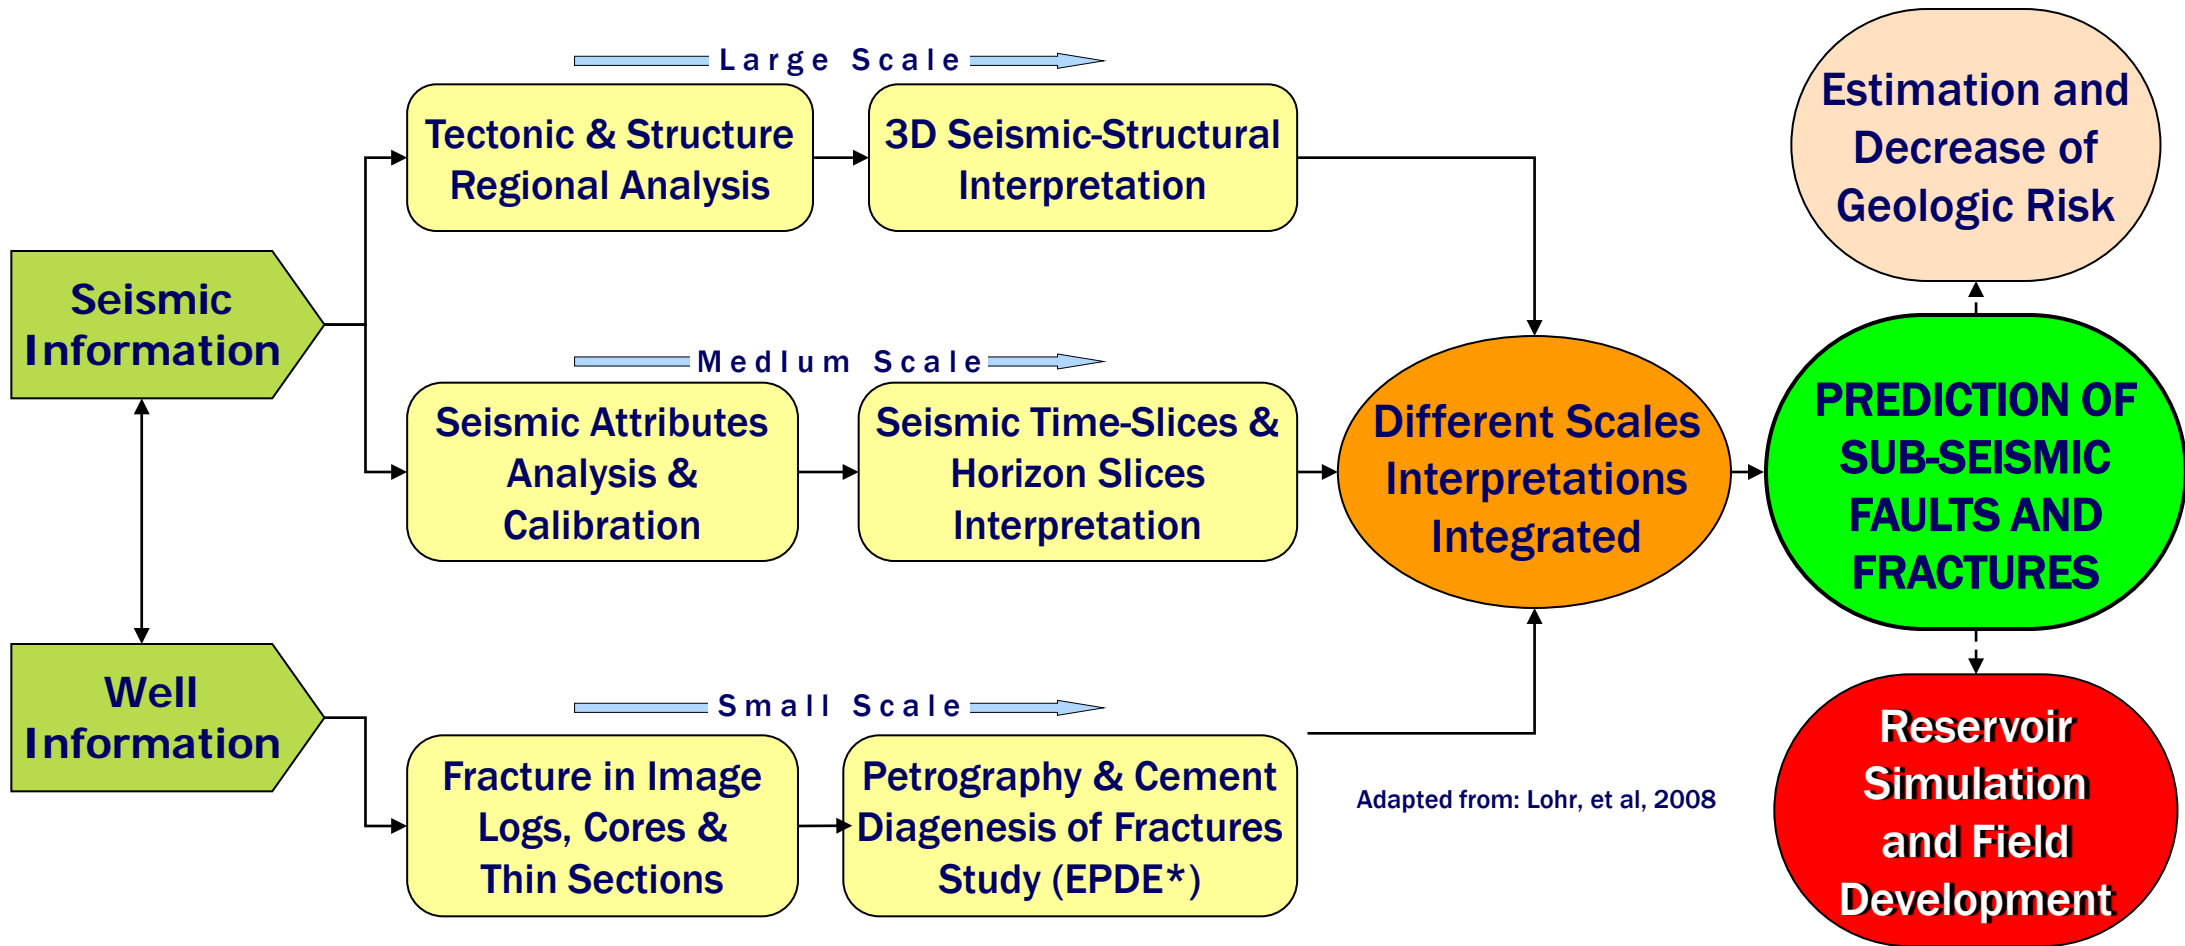 Large Scale
Tectonic & Structure
Regional Analysis
3D Seismic-Structural
Interpretation
Estimation and
Decrease of
Geologic Risk
Seismic
Information
MedIum Scale
Seismic Attributes
Analysis &
Calibration
Seismic Time-Slices &
Horizon Slices
Interpretation
Different Scales
Interpretations
Integrated
PREDICTION OF
SUB-SEISMIC
FAULTS AND
FRACTURES
Well
Information
Small Scale
Fracture in Image
Logs, Cores &
Thin Sections
Petrography & Cement
Diagenesis of Fractures
Study (EPDE*)
Adapted from: Lohr, et al, 2008
Reservoir
Simulation
and Field
Development